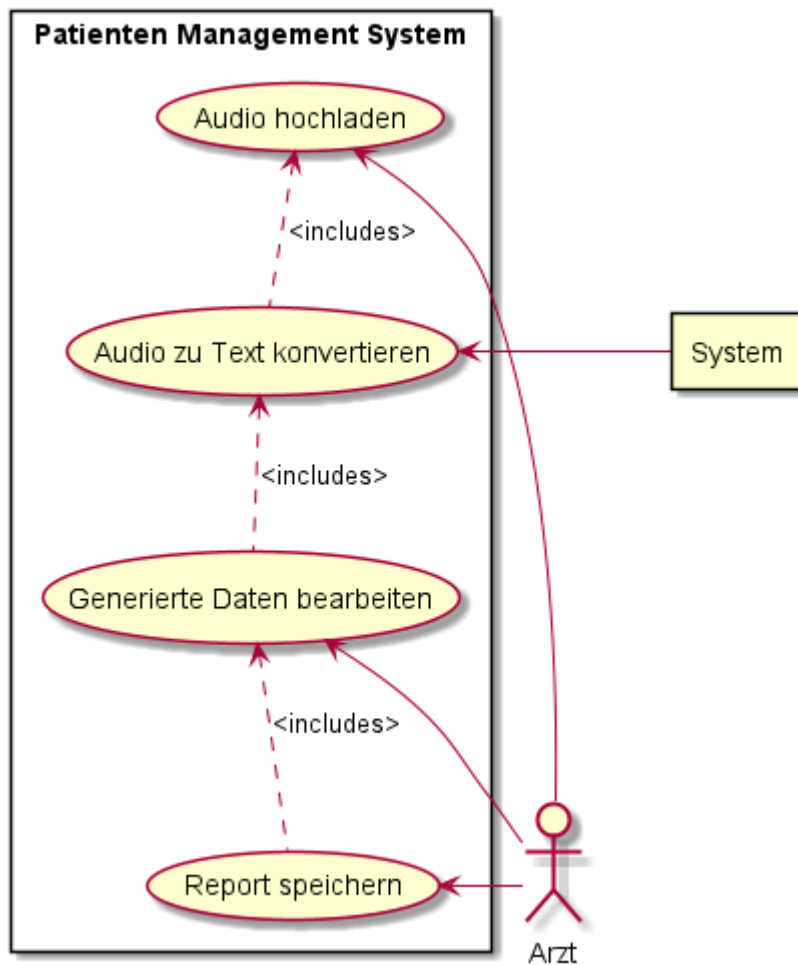 Patienten Management System
Audio hochladen
<includes>
Audio zu Text konvertieren
System
<includes>
Generierte Daten bearbeiten
<includes>
Report speichern
Arzt